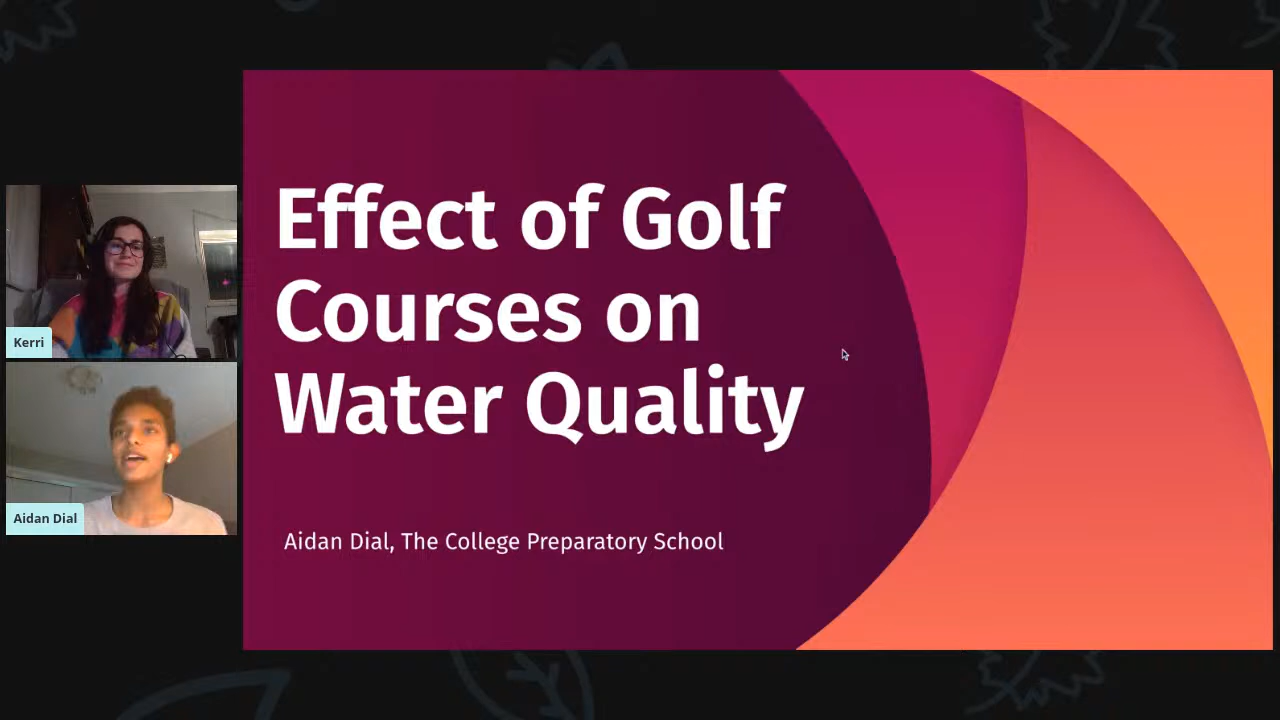 Effect of Golf
Courses on
Water Quality
Aidan Dial, The College Preparatory School
Kerri
Aidan Dial